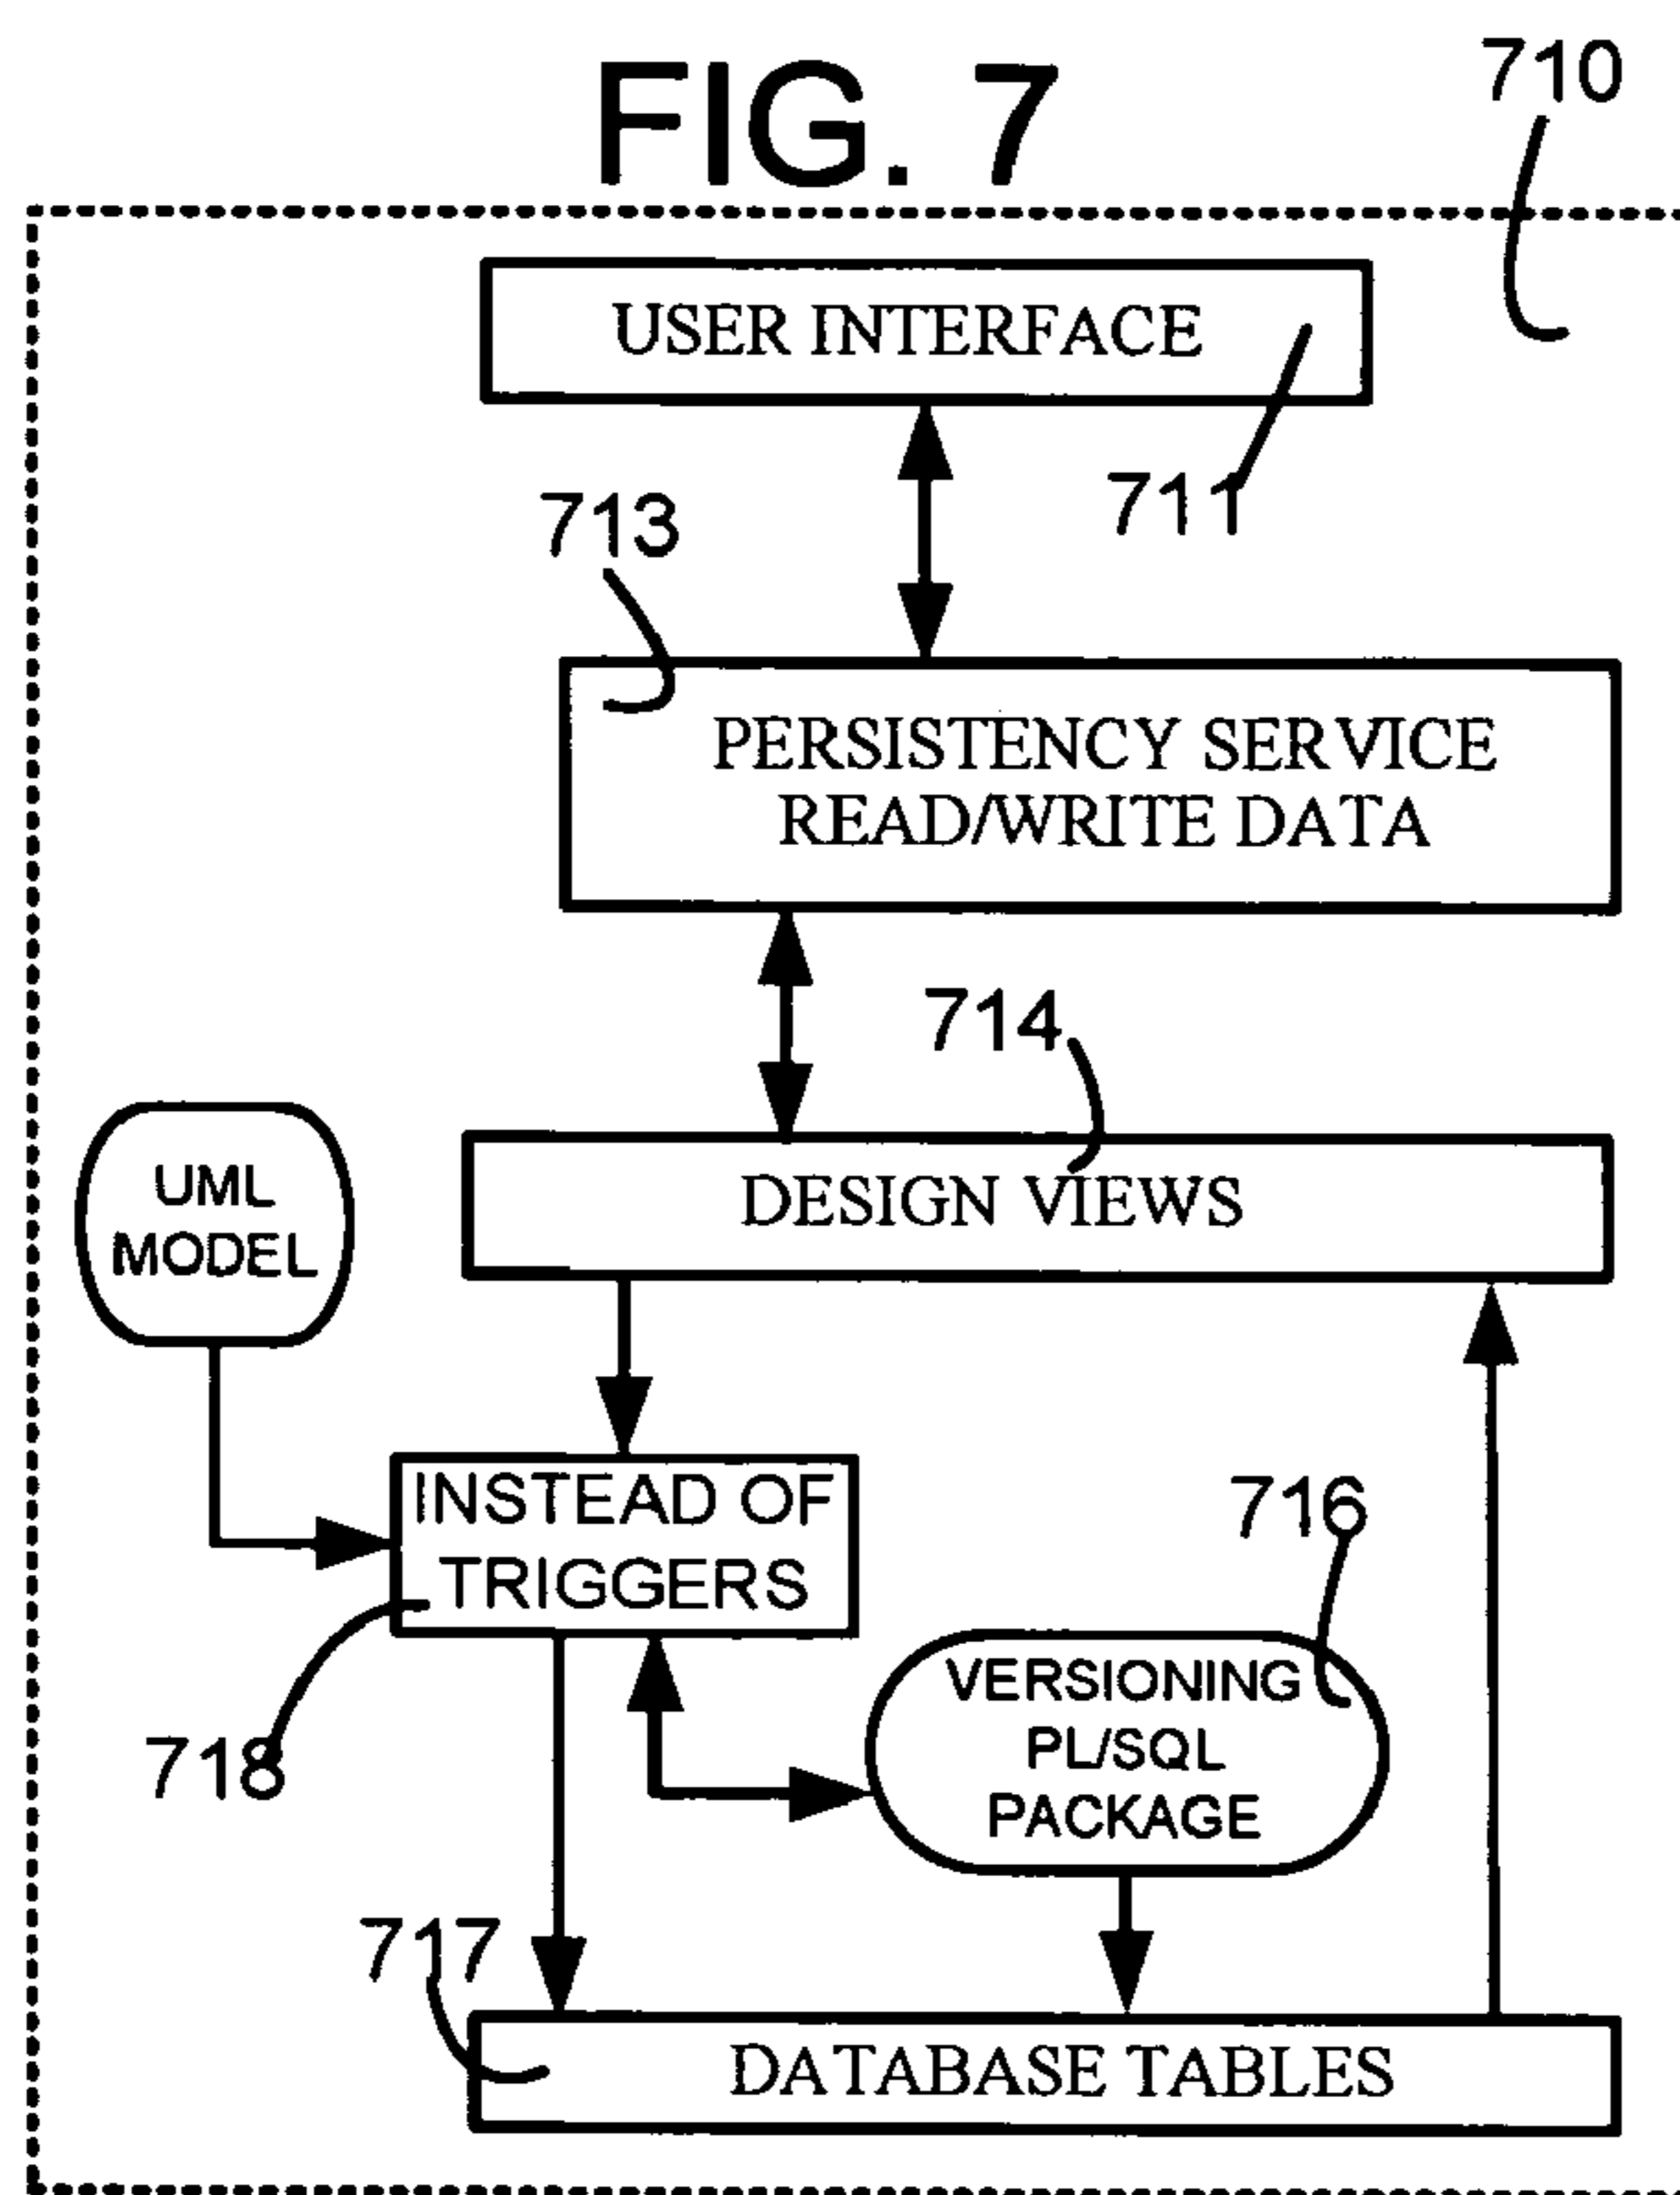 FIG. 7
710
USER INTERFACE
711
713
PERSISTENCY SERVICE
READ/WRITE DATA
714
UML
MODEL
DESIGN VIEWS
INSTEAD OF
TRIGGERS
716
VERSIONING
PL/SQL
PACKAGE
718
717
DATABASE TABLES